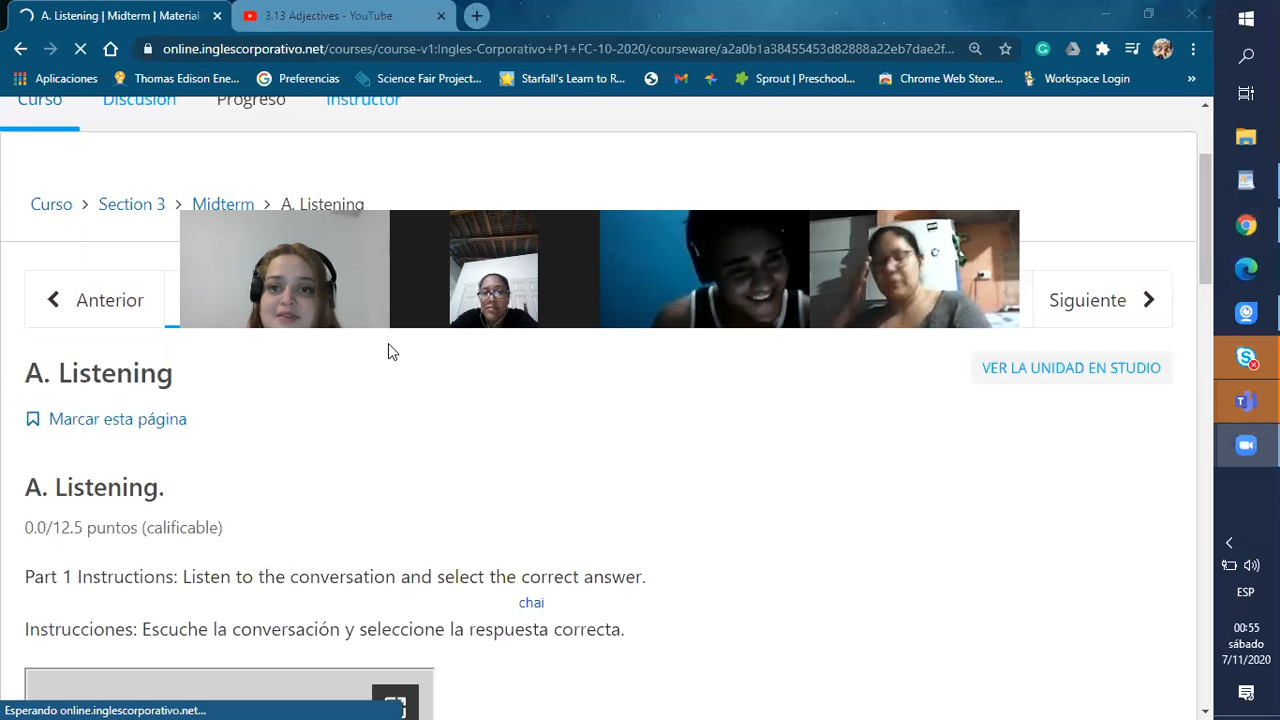 A. Listening | Midterm | Material
3.13 Adjectives - YouTube
online.inglescorporativo.net/courses/course-v1:Ingles-Corporativo+P1+FC-10-2020/courseware/a2a0b1a38455453d82888a22eb7dae2f...
Aplicaciones
Thomas Edison Ene...
Preferencias
Science Fair Project...
Starfall's Learn to R...
Sprout | Preschool...
Chrome Web Store...
Workspace Login
»
Curso
Discusión
Progreso
Instructor
Curso > Section 3 > Midterm > A. Listening
Anterior
Siguiente
A. Listening
VER LA UNIDAD EN STUDIO
Marcar esta página
A. Listening.
0.0/12.5 puntos (calificable)
Part 1 Instructions: Listen to the conversation and select the correct answer.
chai
Instrucciones: Escuche la conversación y seleccione la respuesta correcta.
Esperando online.inglescorporativo.net...
ESP
00:55
sábado
7/11/2020